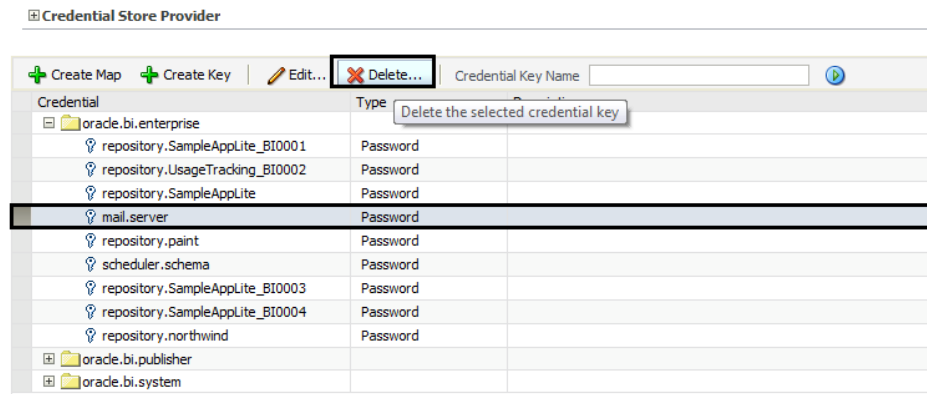 Credential Store Provider
Create Map Create Key Edit... Delete... Credential Key Name
Credential Type
Delete the selected credential key
oracle.bi.enterprise
repository.SampleAppLite_BI0001 Password
repository.UsageTracking_BI0002 Password
repository.SampleAppLite Password
mail.server Password
repository.paint Password
scheduler.schema Password
repository.SampleAppLite_BI0003 Password
repository.SampleAppLite_BI0004 Password
repository.northwind Password
oracle.bi.publisher
oracle.bi.system